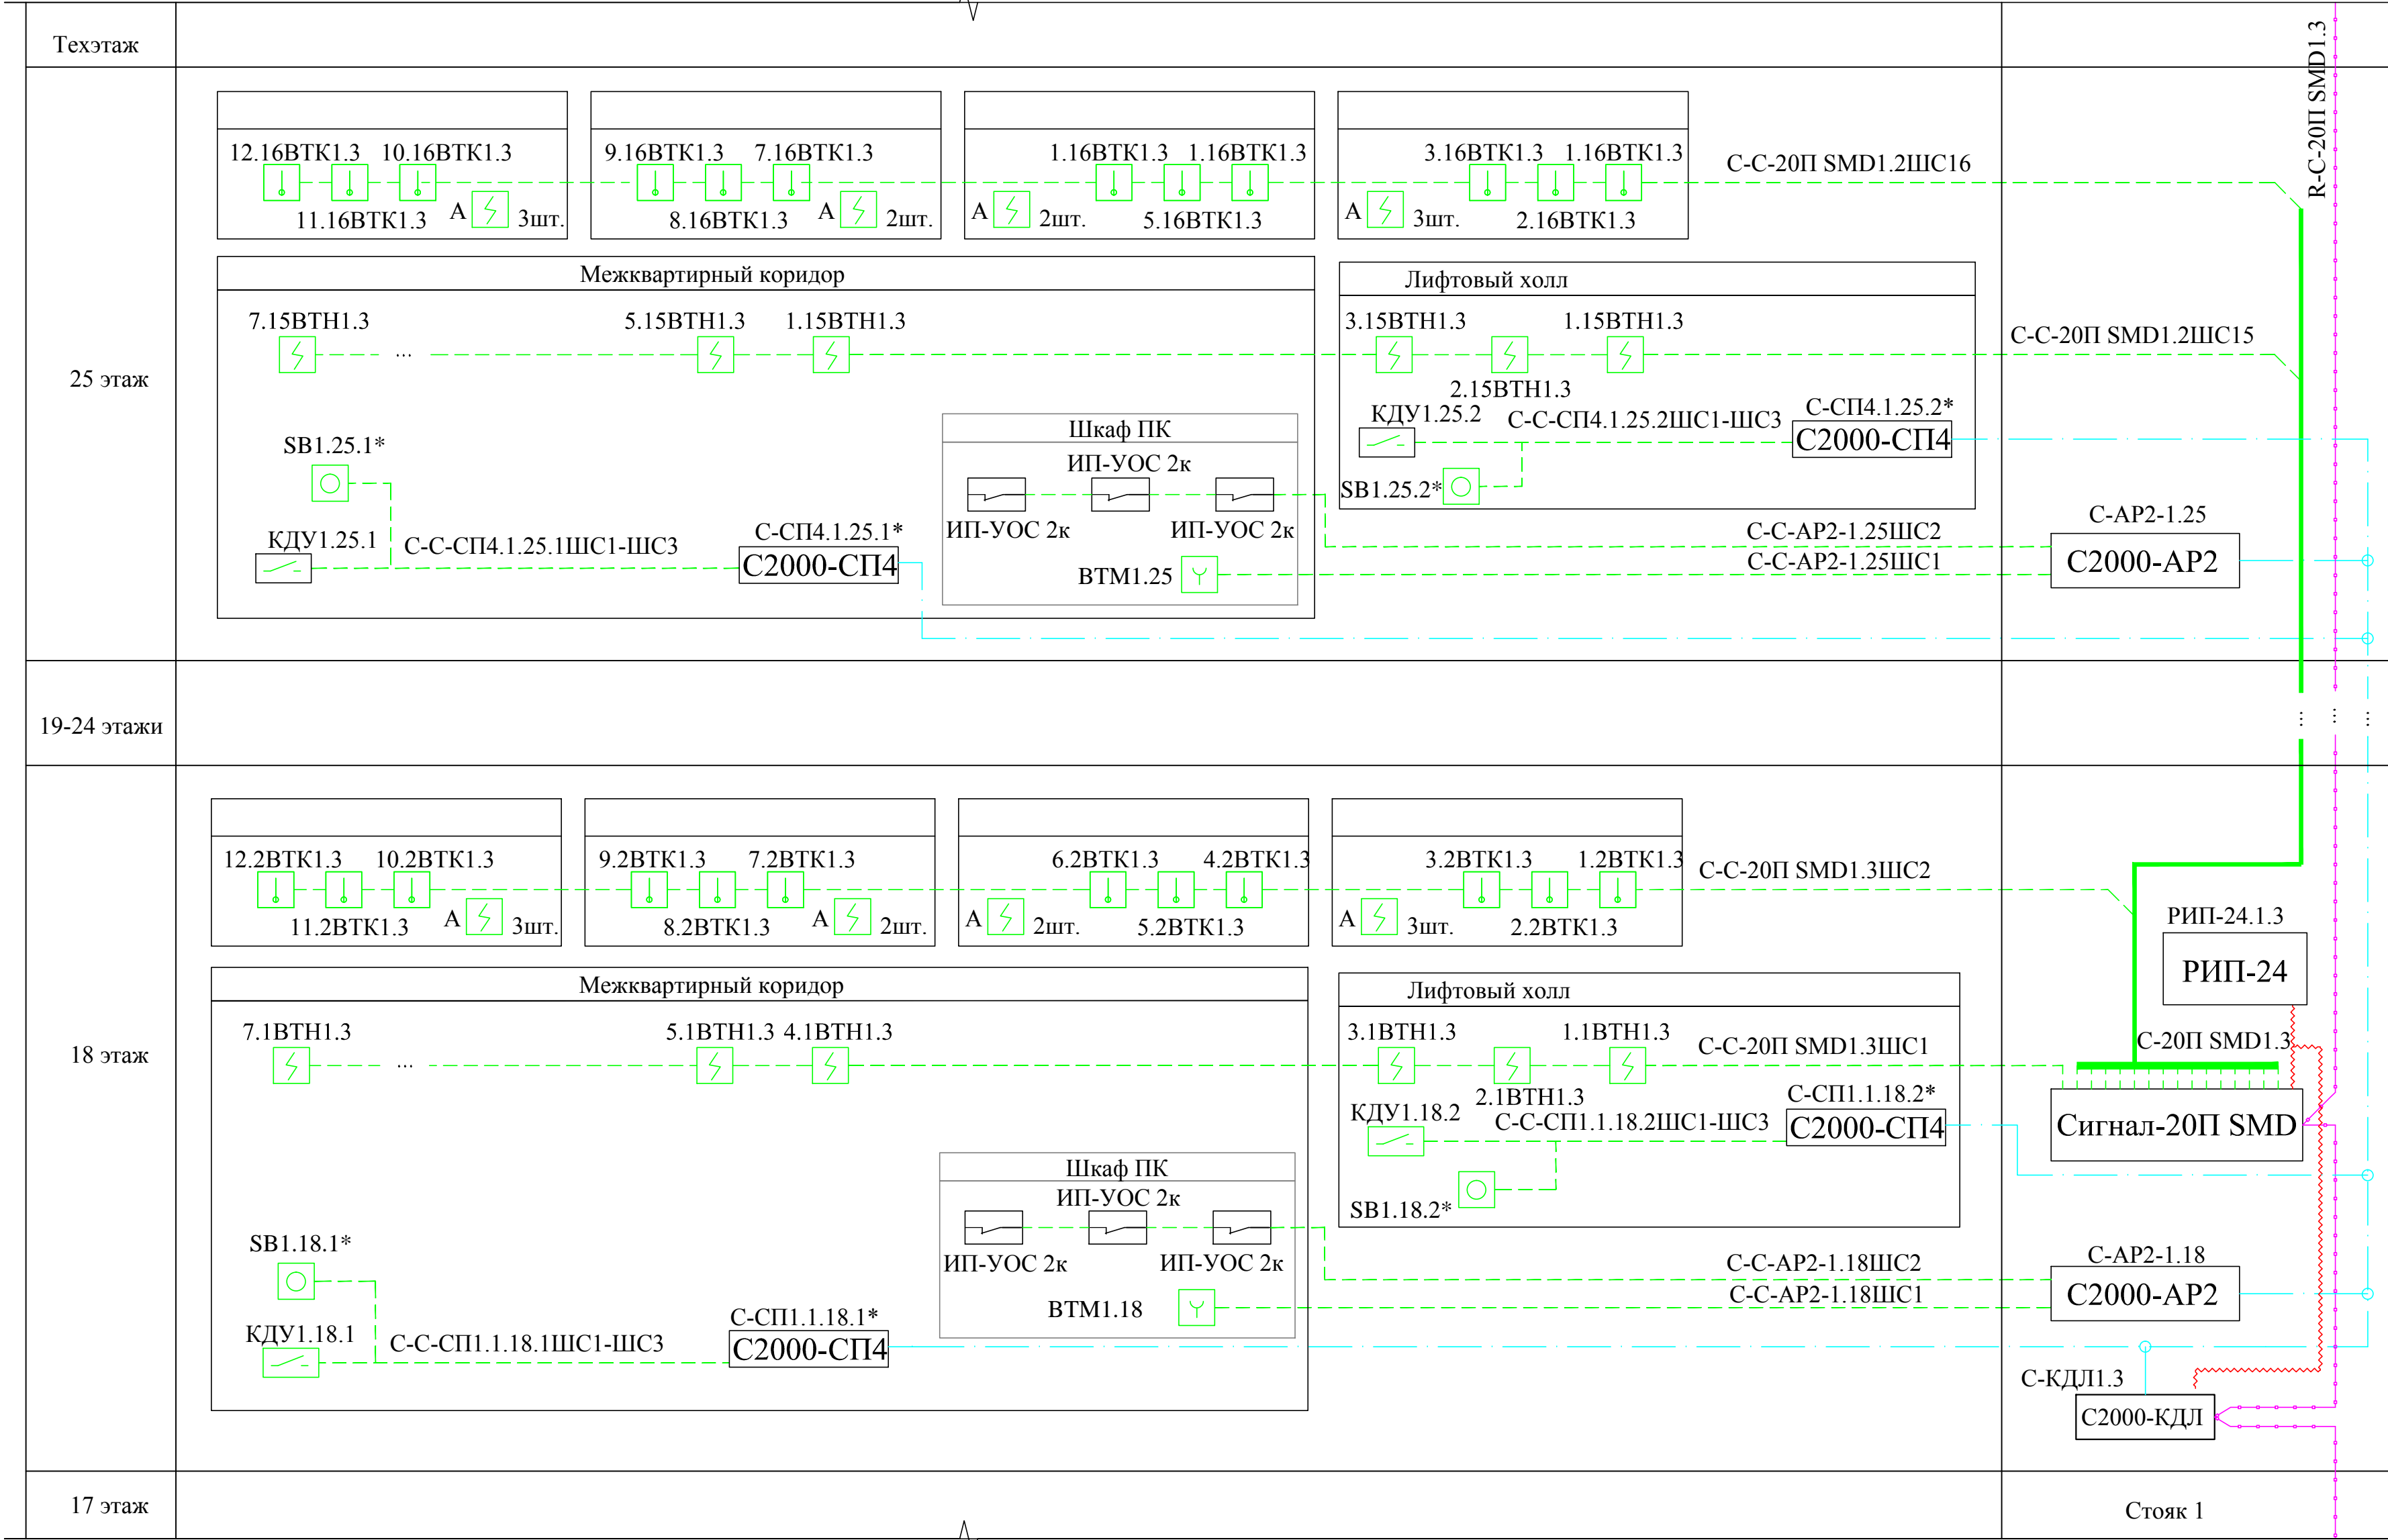 Техэтаж
R-С-20П SMD1.3
25 этаж
12.16ВТК1.3 10.16ВТК1.3
11.16ВТК1.3 А 3шт.
9.16ВТК1.3 7.16ВТК1.3
8.16ВТК1.3 А 2шт.
1.16ВТК1.3 1.16ВТК1.3
А 2шт. 5.16ВТК1.3
3.16ВТК1.3 1.16ВТК1.3
А 3шт. 2.16ВТК1.3
С-С-20П SMD1.2ШС16
Межквартирный коридор
7.15ВТН1.3 5.15ВТН1.3 1.15ВТН1.3
...
SB1.25.1*
КДУ1.25.1 С-С-СП4.1.25.1ШС1-ШС3
С-СП4.1.25.1*
С2000-СП4
Шкаф ПК
ИП-УОС 2к
ИП-УОС 2к ИП-УОС 2к
ВТМ1.25
Лифтовый холл
3.15ВТН1.3 1.15ВТН1.3
2.15ВТН1.3
С-С-20П SMD1.2ШС15
КДУ1.25.2 С-С-СП4.1.25.2ШС1-ШС3
С-СП4.1.25.2*
С2000-СП4
SB1.25.2*
С-С-АР2-1.25ШС2
С-С-АР2-1.25ШС1
С-АР2-1.25
С2000-АР2
19-24 этажи
... ... ...
18 этаж
12.2ВТК1.3 10.2ВТК1.3
11.2ВТК1.3 А 3шт.
9.2ВТК1.3 7.2ВТК1.3
8.2ВТК1.3 А 2шт.
6.2ВТК1.3 4.2ВТК1.3
А 2шт. 5.2ВТК1.3
3.2ВТК1.3 1.2ВТК1.3
А 3шт. 2.2ВТК1.3
С-С-20П SMD1.3ШС2
РИП-24.1.3
РИП-24
Межквартирный коридор
7.1ВТН1.3 5.1ВТН1.3 4.1ВТН1.3
...
SB1.18.1*
КДУ1.18.1 С-С-СП1.1.18.1ШС1-ШС3
С-СП1.1.18.1*
С2000-СП4
Шкаф ПК
ИП-УОС 2к
ИП-УОС 2к ИП-УОС 2к
ВТМ1.18
Лифтовый холл
3.1ВТН1.3 1.1ВТН1.3
2.1ВТН1.3
С-С-20П SMD1.3ШС1
КДУ1.18.2 С-С-СП1.1.18.2ШС1-ШС3
С-СП1.1.18.2*
С2000-СП4
SB1.18.2*
С-20П SMD1.3
Сигнал-20П SMD
С-С-АР2-1.18ШС2
С-С-АР2-1.18ШС1
С-АР2-1.18
С2000-АР2
С-КДЛ1.3
С2000-КДЛ
17 этаж
Стояк 1